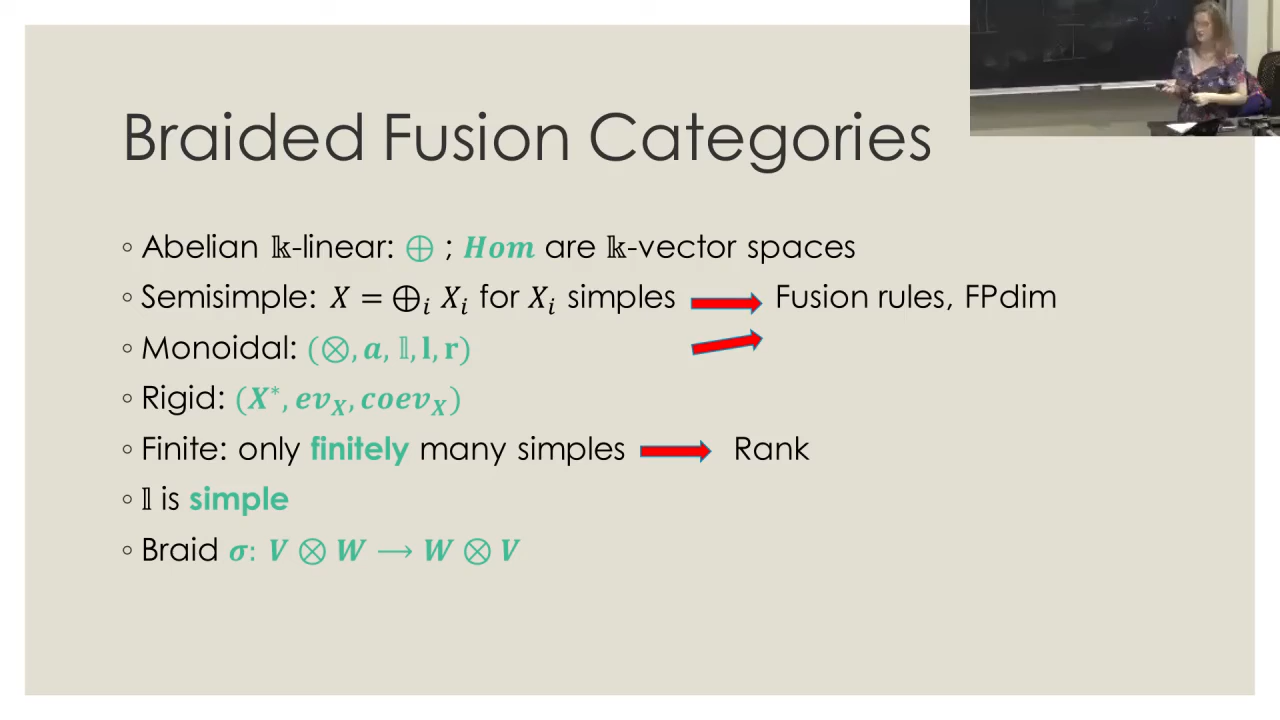 Braided Fusion Categories
◦ Abelian 𝕜-linear: ⊕ ; Hom are 𝕜-vector spaces
◦ Semisimple: X = ⊕ᵢ Xᵢ for Xᵢ simples Fusion rules, FPdim
◦ Monoidal: (⊗, a, 𝟙, l, r)
◦ Rigid: (X*, ev_X, coev_X)
◦ Finite: only finitely many simples Rank
◦ 𝟙 is simple
◦ Braid σ: V ⊗ W ⟶ W ⊗ V